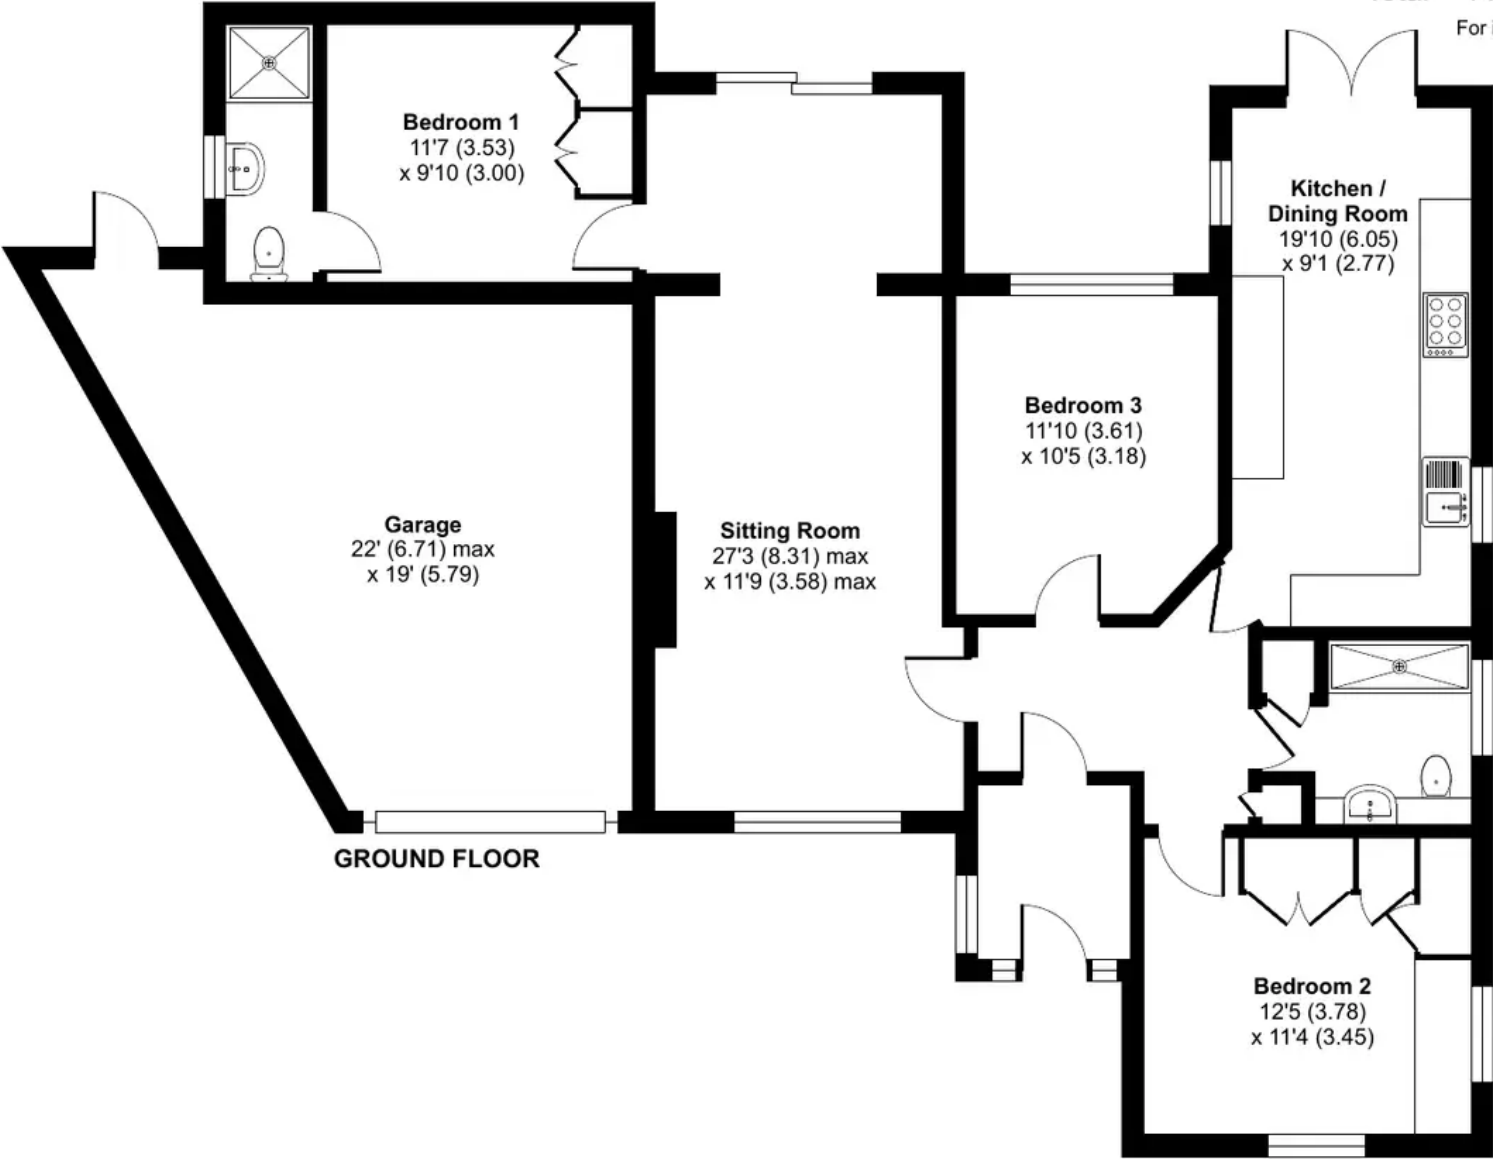 For
Bedroom 1
11'7 (3.53)
x 9'10 (3.00)
Kitchen /
Dining Room
19'10 (6.05)
x 9'1 (2.77)
Bedroom 3
11'10 (3.61)
x 10'5 (3.18)
Garage
22' (6.71) max
x 19' (5.79)
Sitting Room
27'3 (8.31) max
x 11'9 (3.58) max
GROUND FLOOR
Bedroom 2
12'5 (3.78)
x 11'4 (3.45)